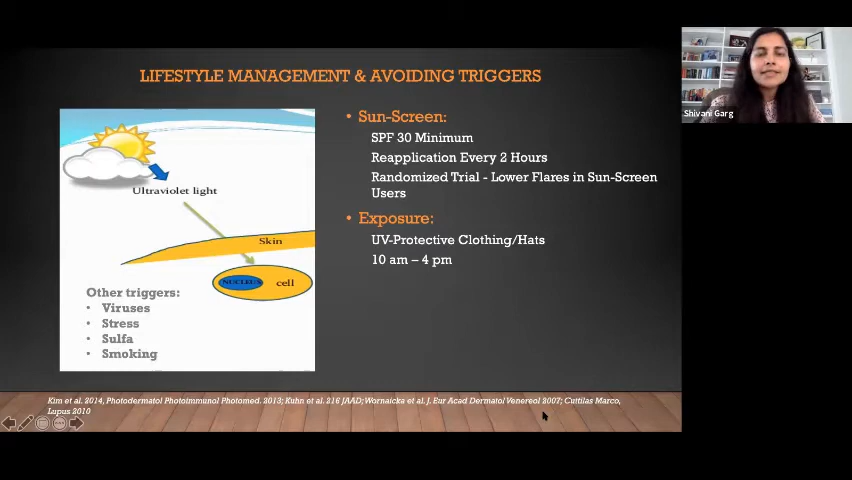 LIFESTYLE MANAGEMENT & AVOIDING TRIGGERS
Shivani Garg
Ultraviolet light
Skin
NUCLEUS
cell
Other triggers:
• Viruses
• Stress
• Sulfa
• Smoking
• Sun-Screen:
SPF 30 Minimum
Reapplication Every 2 Hours
Randomized Trial - Lower Flares in Sun-Screen
Users
• Exposure:
UV-Protective Clothing/Hats
10 am – 4 pm
Kim et al. 2014, Photodermatol Photoimmunol Photomed. 2013; Kuhn et al. 216 JAAD; Wornaicka et al. J. Eur Acad Dermatol Venereol 2007; Cuttilas Marco,
Lupus 2010